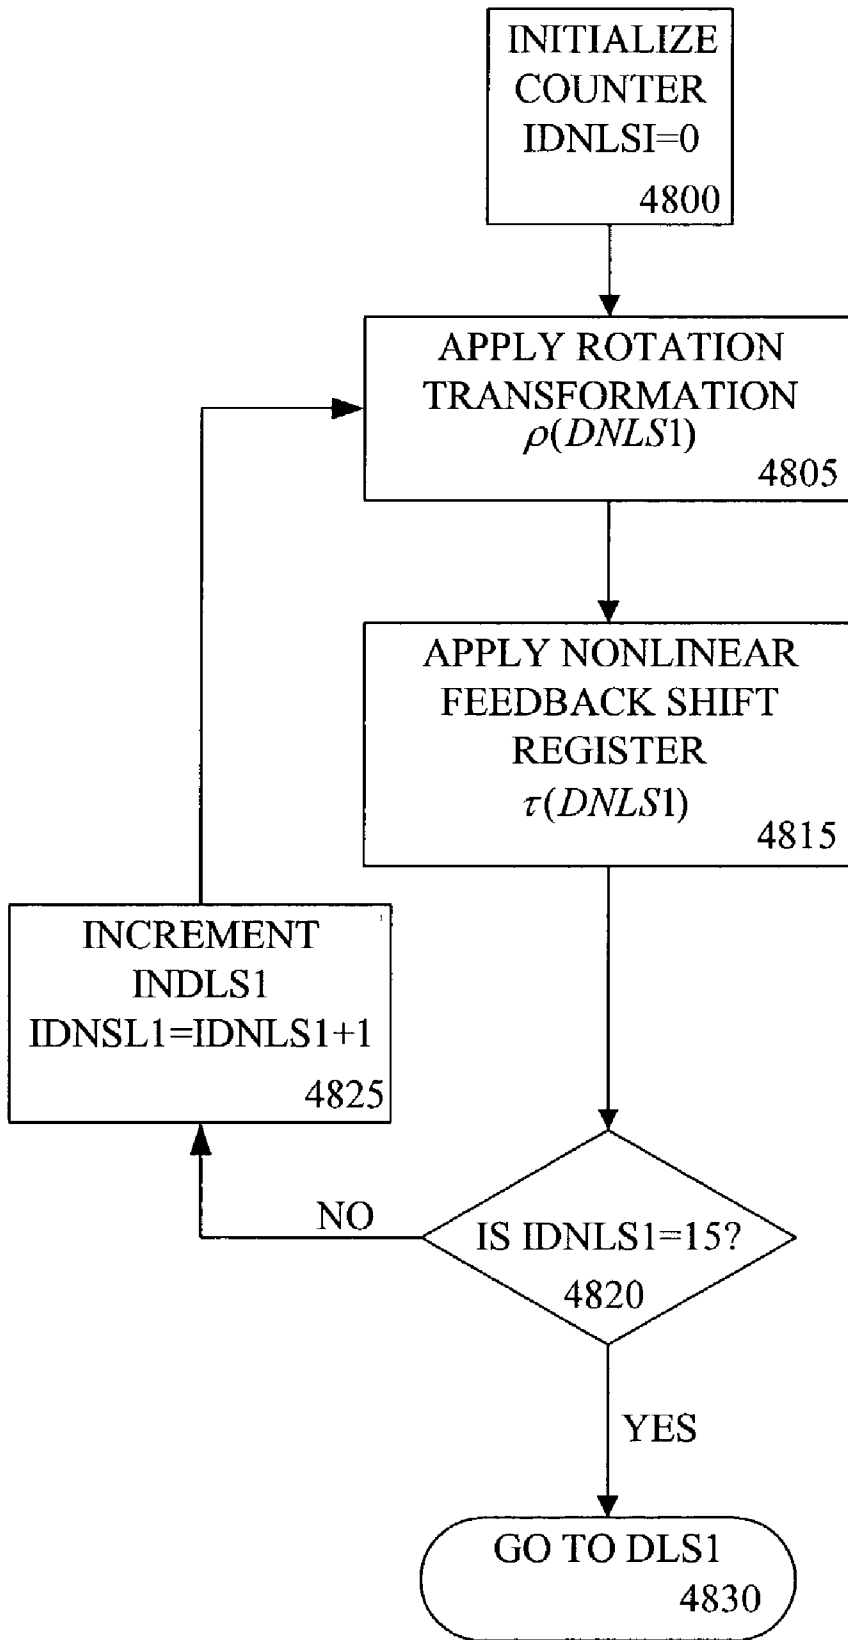 INITIALIZE
COUNTER
IDNLSI=0
4800
APPLY ROTATION
TRANSFORMATION
ρ(DNLS1)
4805
APPLY NONLINEAR
FEEDBACK SHIFT
REGISTER
τ(DNLS1)
4815
INCREMENT
INDLS1
IDNSL1=IDNLS1+1
4825
NO
IS IDNLS1=15?
4820
YES
GO TO DLS1
4830